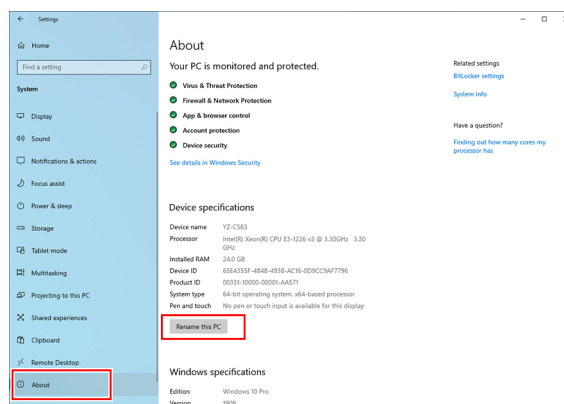 Settings
Home
Find a setting
System
Display
Sound
Notifications & actions
Focus assist
Power & sleep
Storage
Tablet mode
Multitasking
Projecting to this PC
Shared experiences
Clipboard
Remote Desktop
About
About
Your PC is monitored and protected.
Virus & Threat Protection
Firewall & Network Protection
App & browser control
Account protection
Device security
See details in Windows Security
Device specifications
Device name YZ-C563
Processor Intel(R) Xeon(R) CPU E3-1226 v3 @ 3.30GHz 3.30
GHz
Installed RAM 24.0 GB
Device ID 65E4355F-4848-4938-AC16-0D9CC9AF7796
Product ID 00331-10000-00001-AA571
System type 64-bit operating system, x64-based processor
Pen and touch No pen or touch input is available for this display
Rename this PC
Windows specifications
Edition Windows 10 Pro
Version 1909
Related settings
BitLocker settings
System info
Have a question?
Finding out how many cores my
processor has